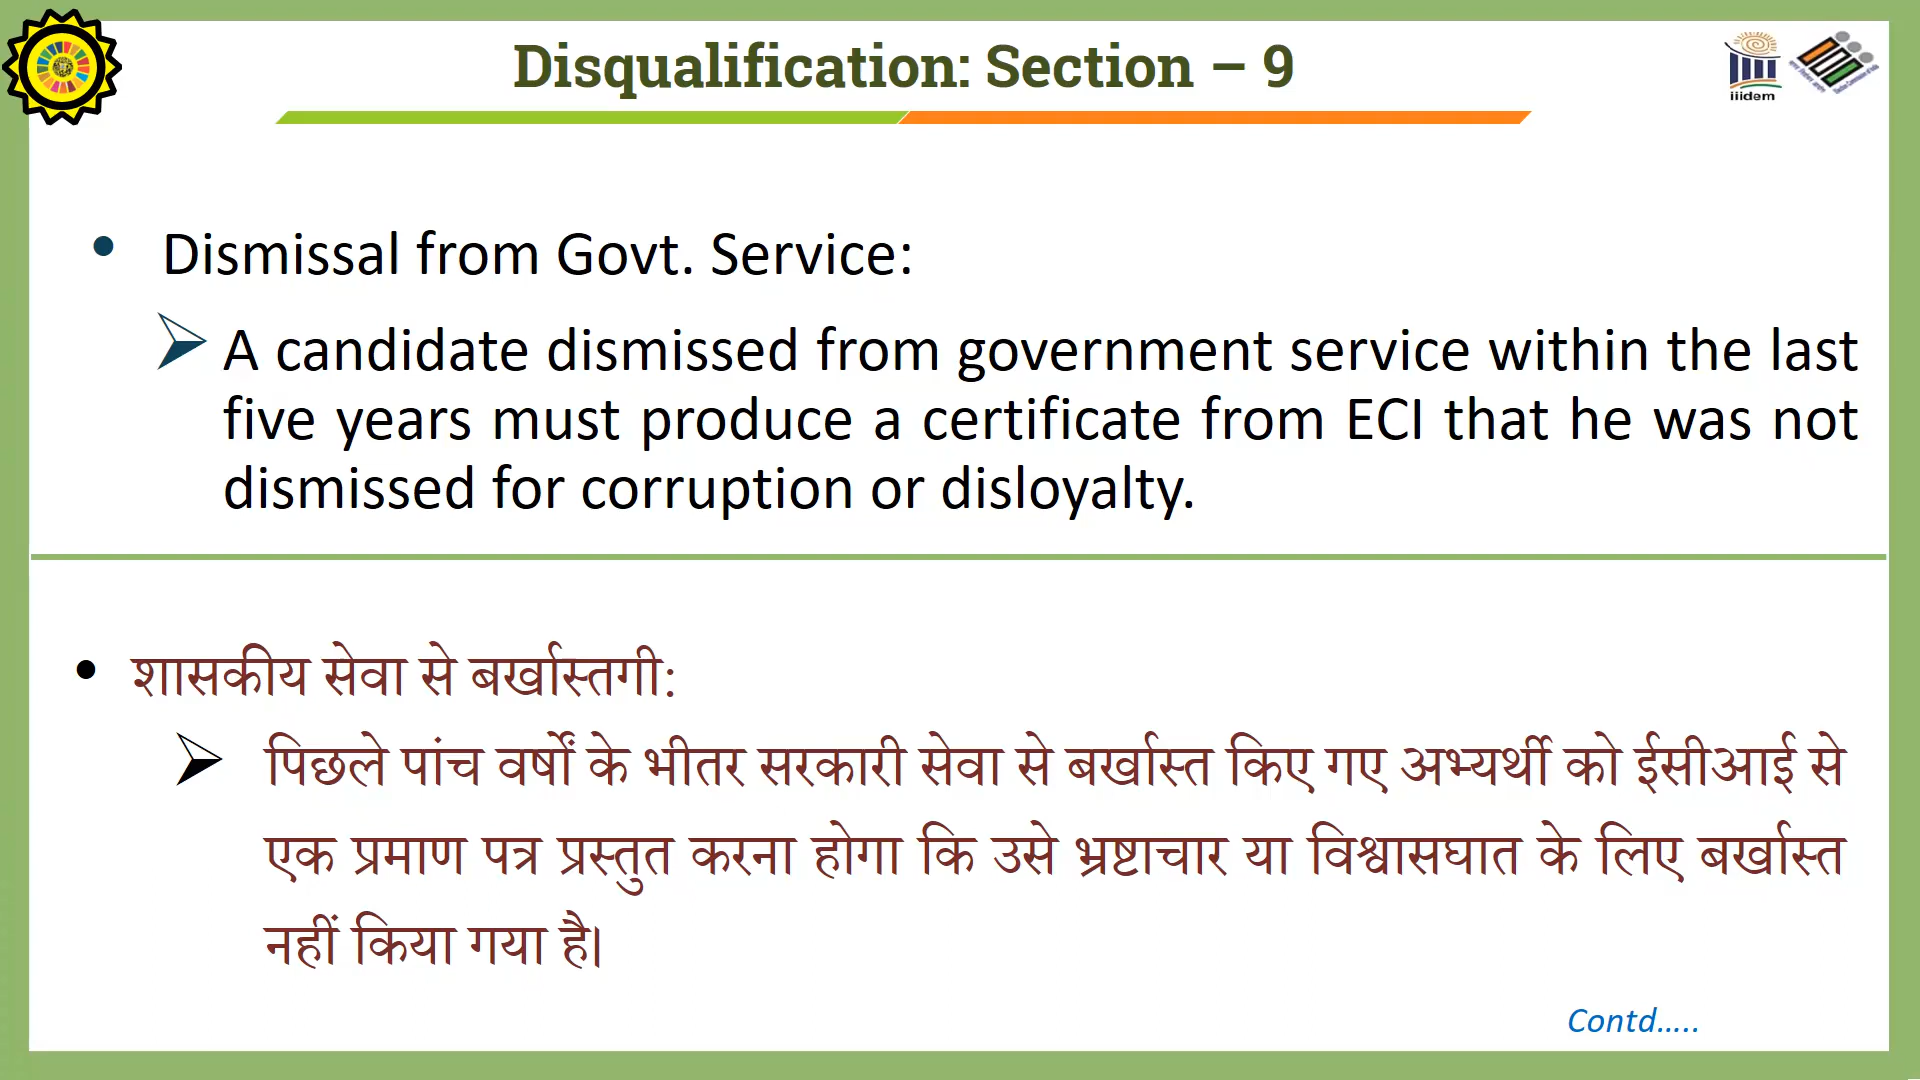 Disqualification: Section – 9
iiidem
• Dismissal from Govt. Service:
➢ A candidate dismissed from government service within the last
five years must produce a certificate from ECI that he was not
dismissed for corruption or disloyalty.
• शासकीय सेवा से बर्खास्तगी:
➢ पिछले पांच वर्षों के भीतर सरकारी सेवा से बर्खास्त किए गए अभ्यर्थी को ईसीआई से
एक प्रमाण पत्र प्रस्तुत करना होगा कि उसे भ्रष्टाचार या विश्वासघात के लिए बर्खास्त
नहीं किया गया है।
Contd.....